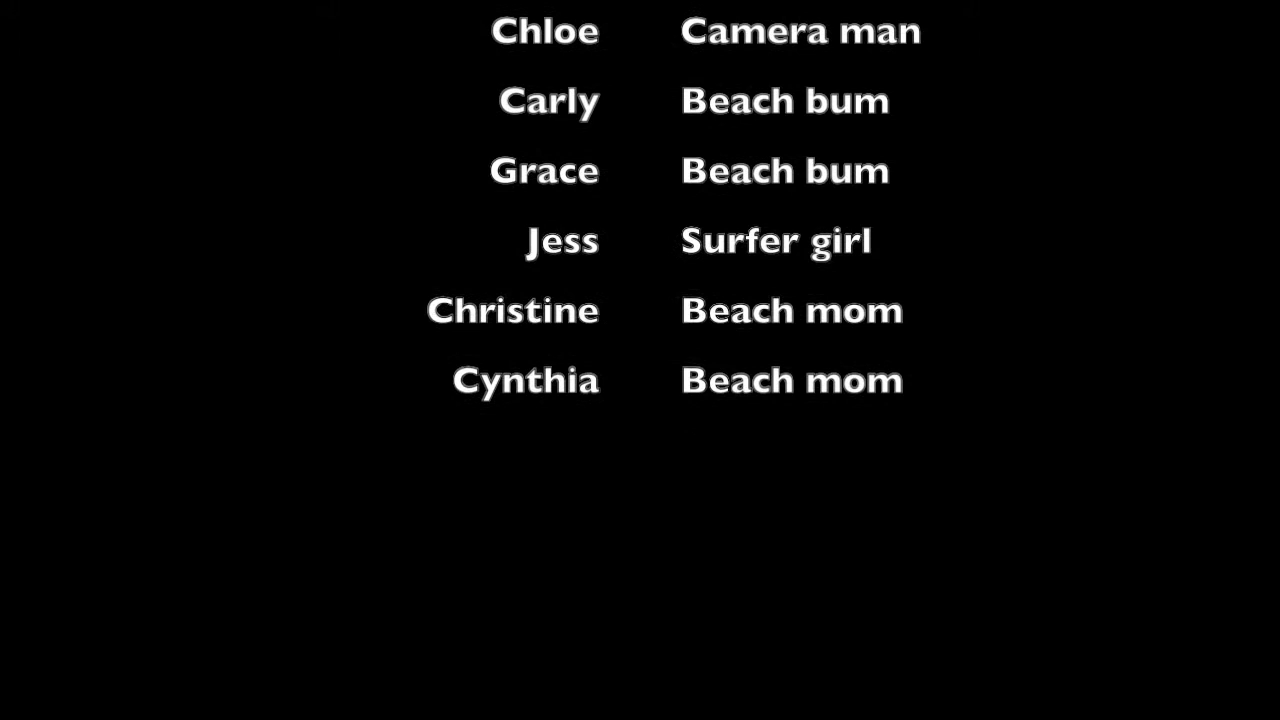 Chloe Camera man
Carly Beach bum
Grace Beach bum
Jess Surfer girl
Christine Beach mom
Cynthia Beach mom